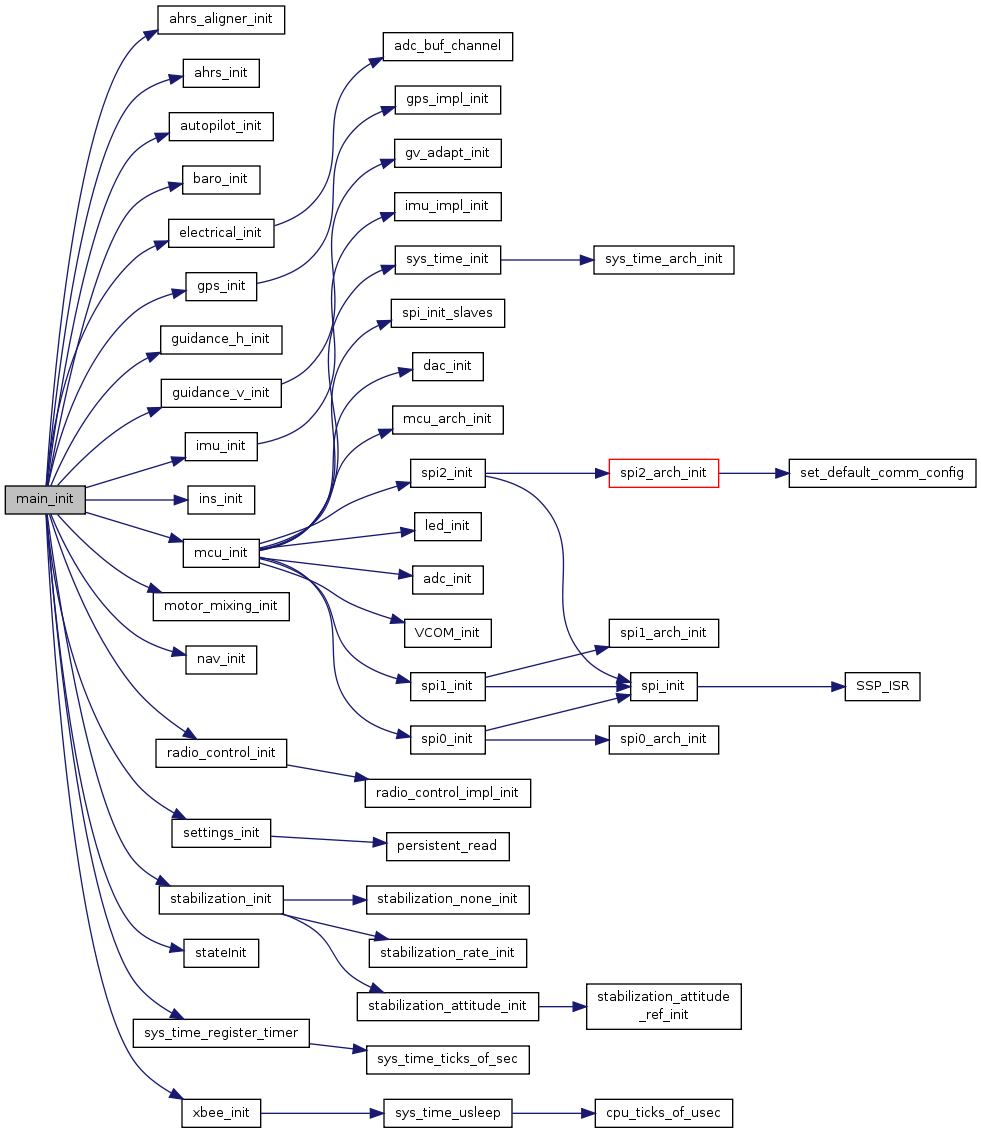 ahrs_aligner_init
adc_buf_channel
ahrs_init
gps_impl_init
autopilot_init
gv_adapt_init
baro_init
imu_impl_init
electrical_init
sys_time_init
sys_time_arch_init
gps_init
spi_init_slaves
guidance_h_init
dac_init
guidance_v_init
mcu_arch_init
imu_init
spi2_init
spi2_arch_init
set_default_comm_config
main_init
ins_init
led_init
mcu_init
adc_init
motor_mixing_init
VCOM_init
spi1_arch_init
nav_init
spi1_init
spi_init
SSP_ISR
radio_control_init
spi0_init
spi0_arch_init
radio_control_impl_init
settings_init
persistent_read
stabilization_init
stabilization_none_init
stateInit
stabilization_rate_init
stabilization_attitude_init
stabilization_attitude
_ref_init
sys_time_register_timer
sys_time_ticks_of_sec
xbee_init
sys_time_usleep
cpu_ticks_of_usec